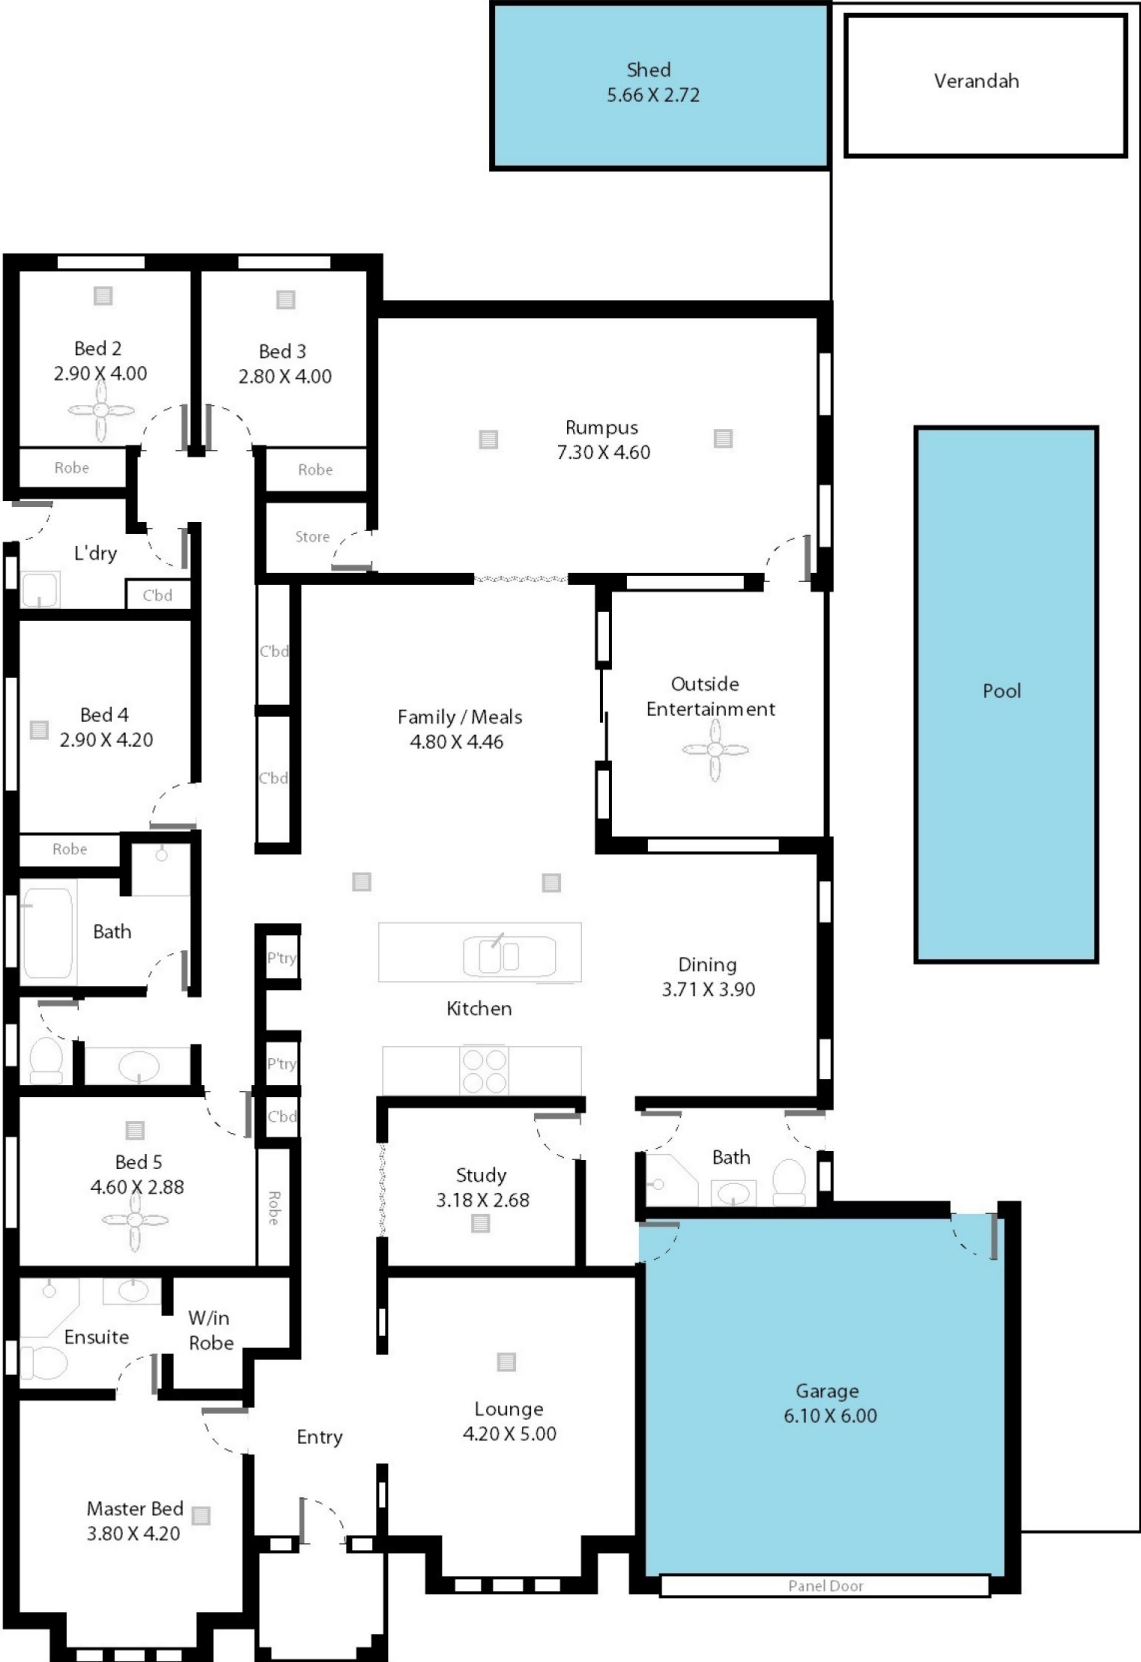 Shed
5.66 X 2.72
Verandah
Bed 2
2.90 X 4.00
Bed 3
2.80 X 4.00
Rumpus
7.30 X 4.60
Robe
Robe
Store
L'dry
C'bd
C'bd
Outside
Entertainment
Pool
Bed 4
2.90 X 4.20
Family / Meals
4.80 X 4.46
C'bd
Robe
Bath
P'try
Dining
3.71 X 3.90
Kitchen
P'try
C'bd
Bed 5
4.60 X 2.88
Robe
Study
3.18 X 2.68
Bath
Ensuite
W/in
Robe
Lounge
4.20 X 5.00
Garage
6.10 X 6.00
Entry
Master Bed
3.80 X 4.20
Panel Door